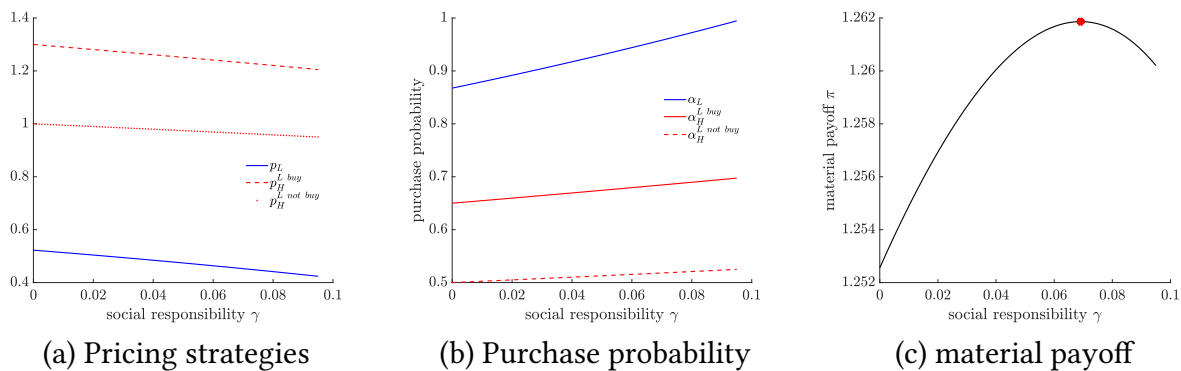 1.4
1.2
1
0.8
0.6
0.4
0
0.02
0.04
0.06
0.08
0.1
social responsibility γ
p_L
p_H^{L buy}
p_H^{L not buy}
(a) Pricing strategies
purchase probability
1
0.9
0.8
0.7
0.6
0.5
0
0.02
0.04
0.06
0.08
0.1
social responsibility γ
α_L
α_H^{L buy}
α_H^{L not buy}
(b) Purchase probability
material payoff π
1.262
1.26
1.258
1.256
1.254
1.252
0
0.02
0.04
0.06
0.08
0.1
social responsibility γ
(c) material payoff